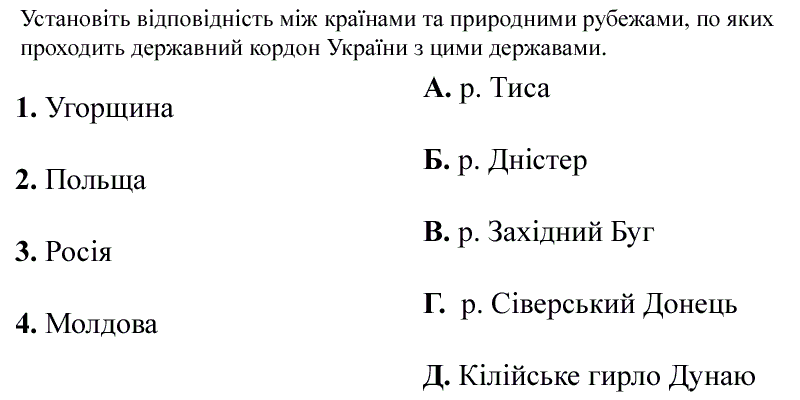 Установіть відповідність між країнами та природними рубежами, по яких
проходить державний кордон України з цими державами.
1. Угорщина
2. Польща
3. Росія
4. Молдова
А. р. Тиса
Б. р. Дністер
В. р. Західний Буг
Г. р. Сіверський Донець
Д. Кілійське гирло Дунаю